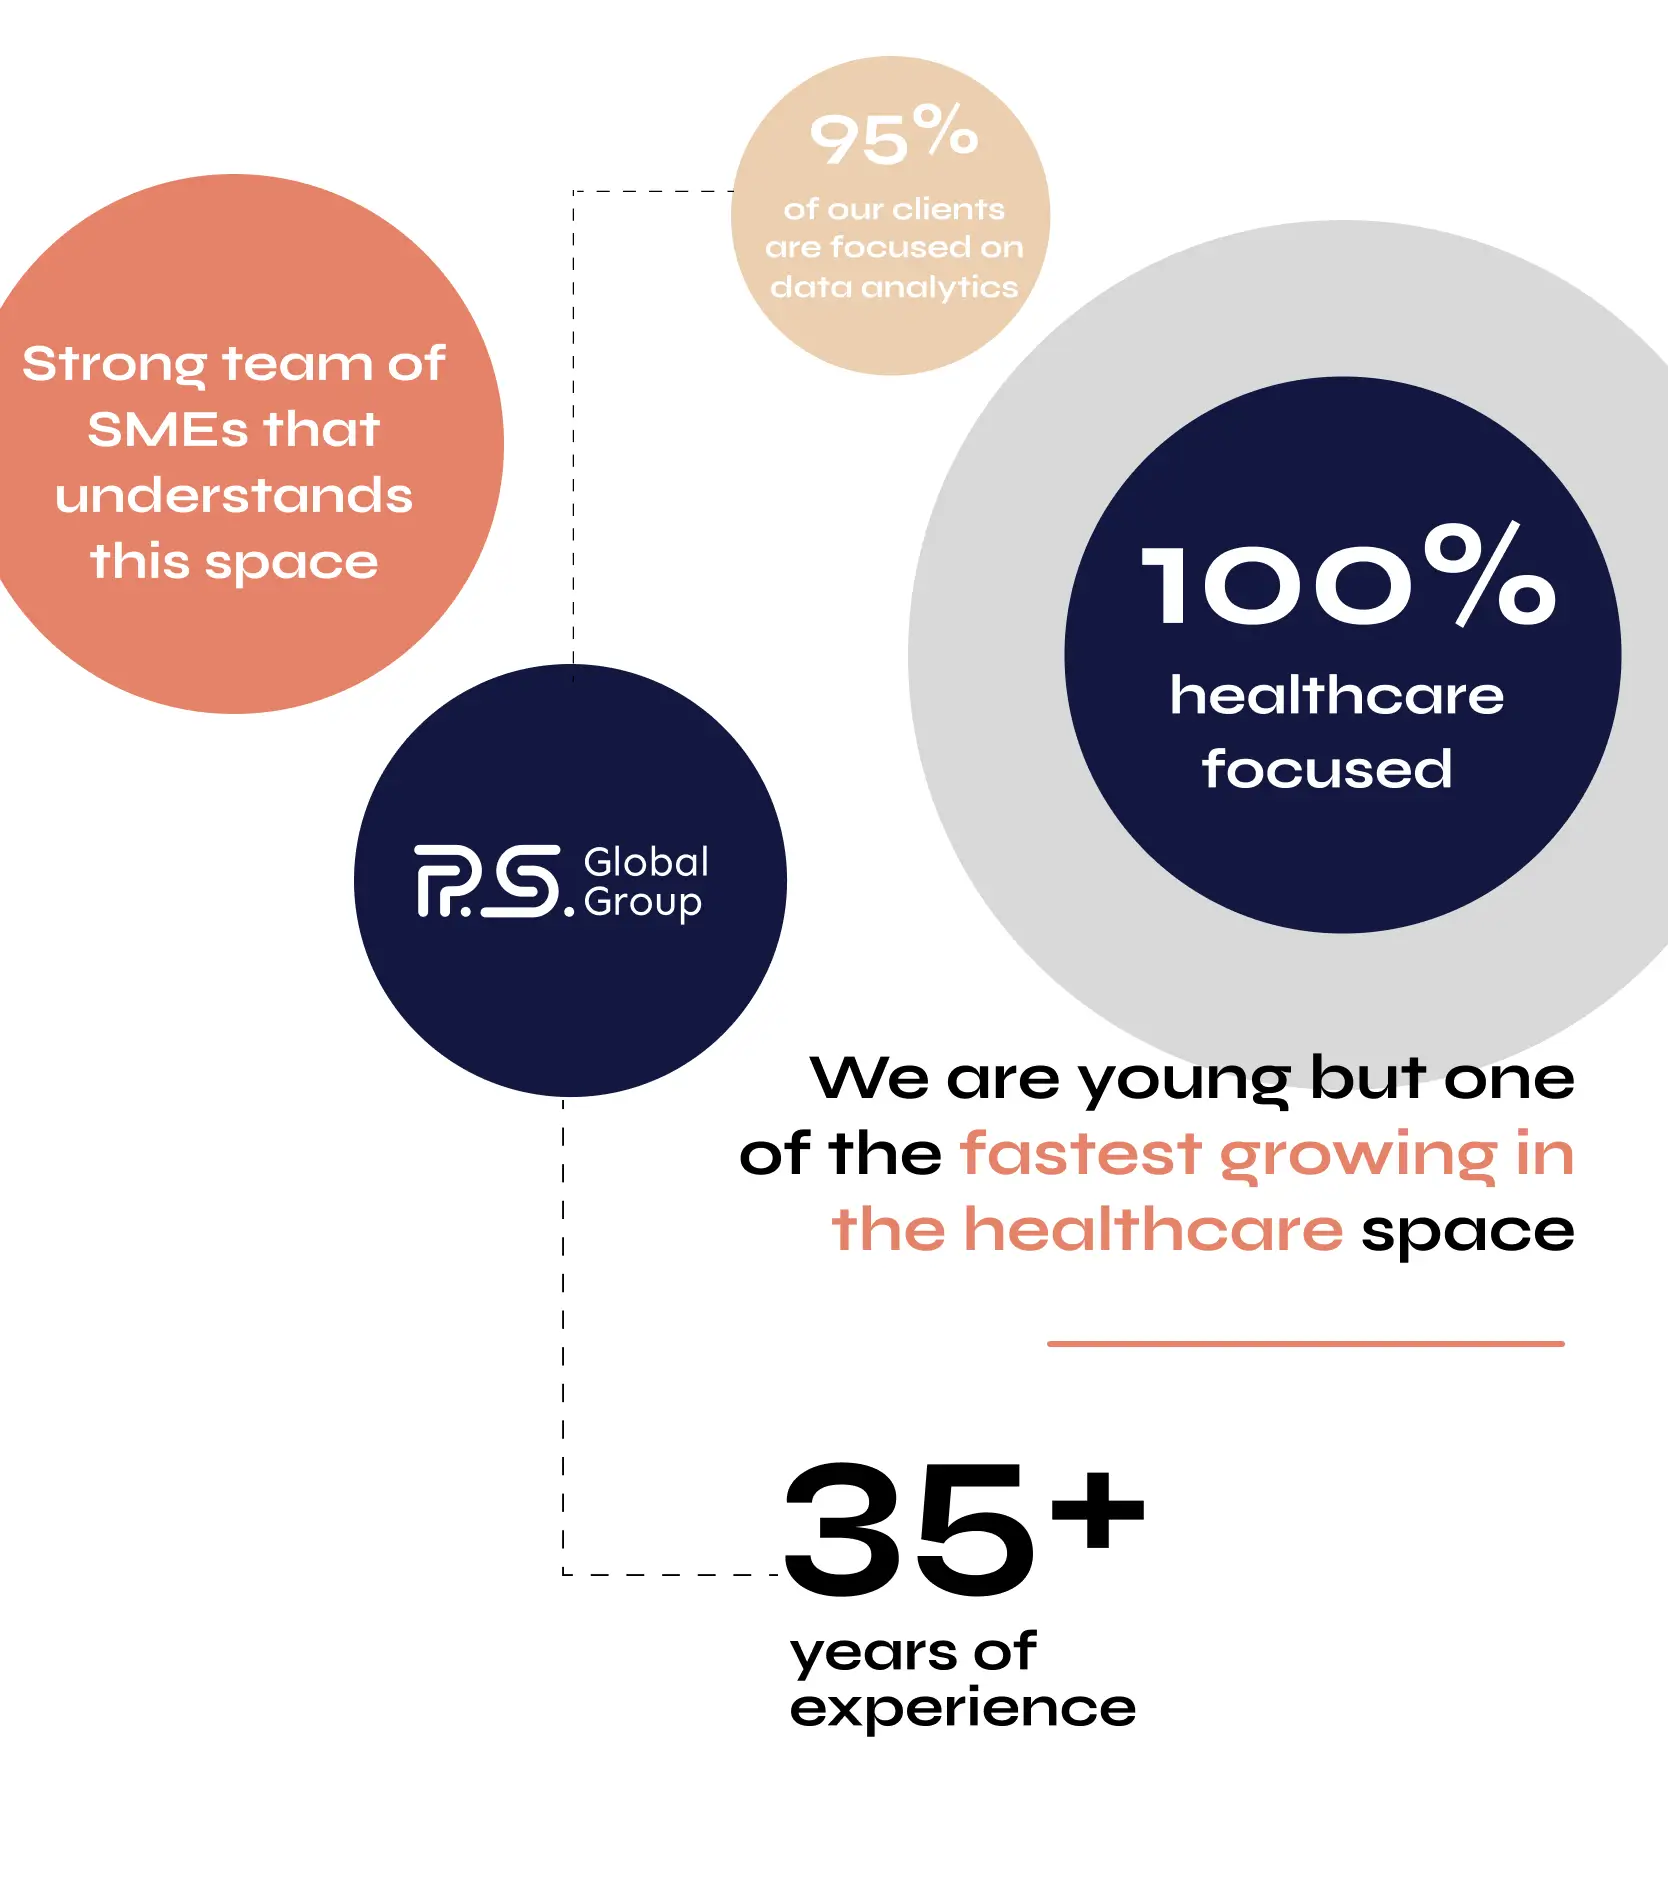 95%
of our clients
are focused on
data analytics
Strong team of
SMEs that
understands
this space
100%
healthcare
focused
P.S. Global
Group
We are young but one
of the fastest growing in
the healthcare space
35+
years of
experience